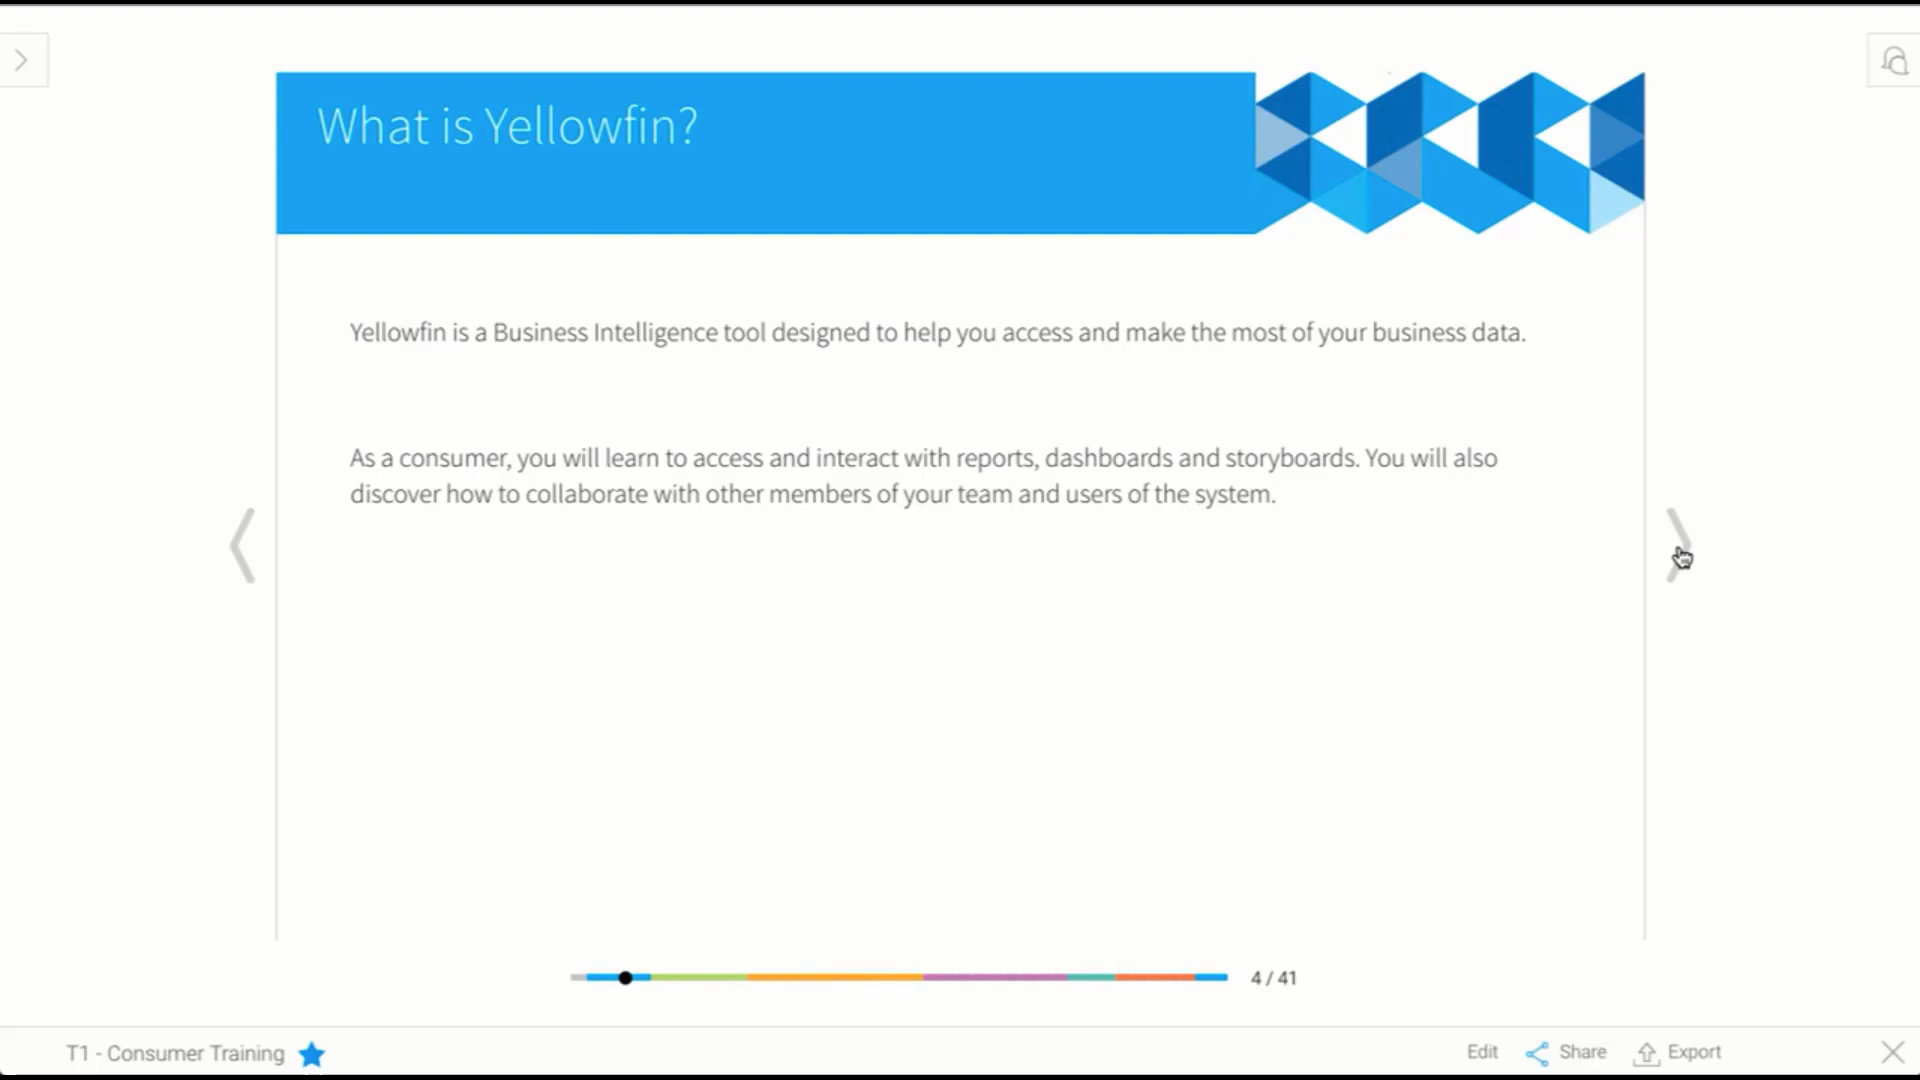 What is Yellowfin?
Yellowfin is a Business Intelligence tool designed to help you access and make the most of your business data.
As a consumer, you will learn to access and interact with reports, dashboards and storyboards. You will also
discover how to collaborate with other members of your team and users of the system.
4 / 41
T1 - Consumer Training
Edit
Share
Export